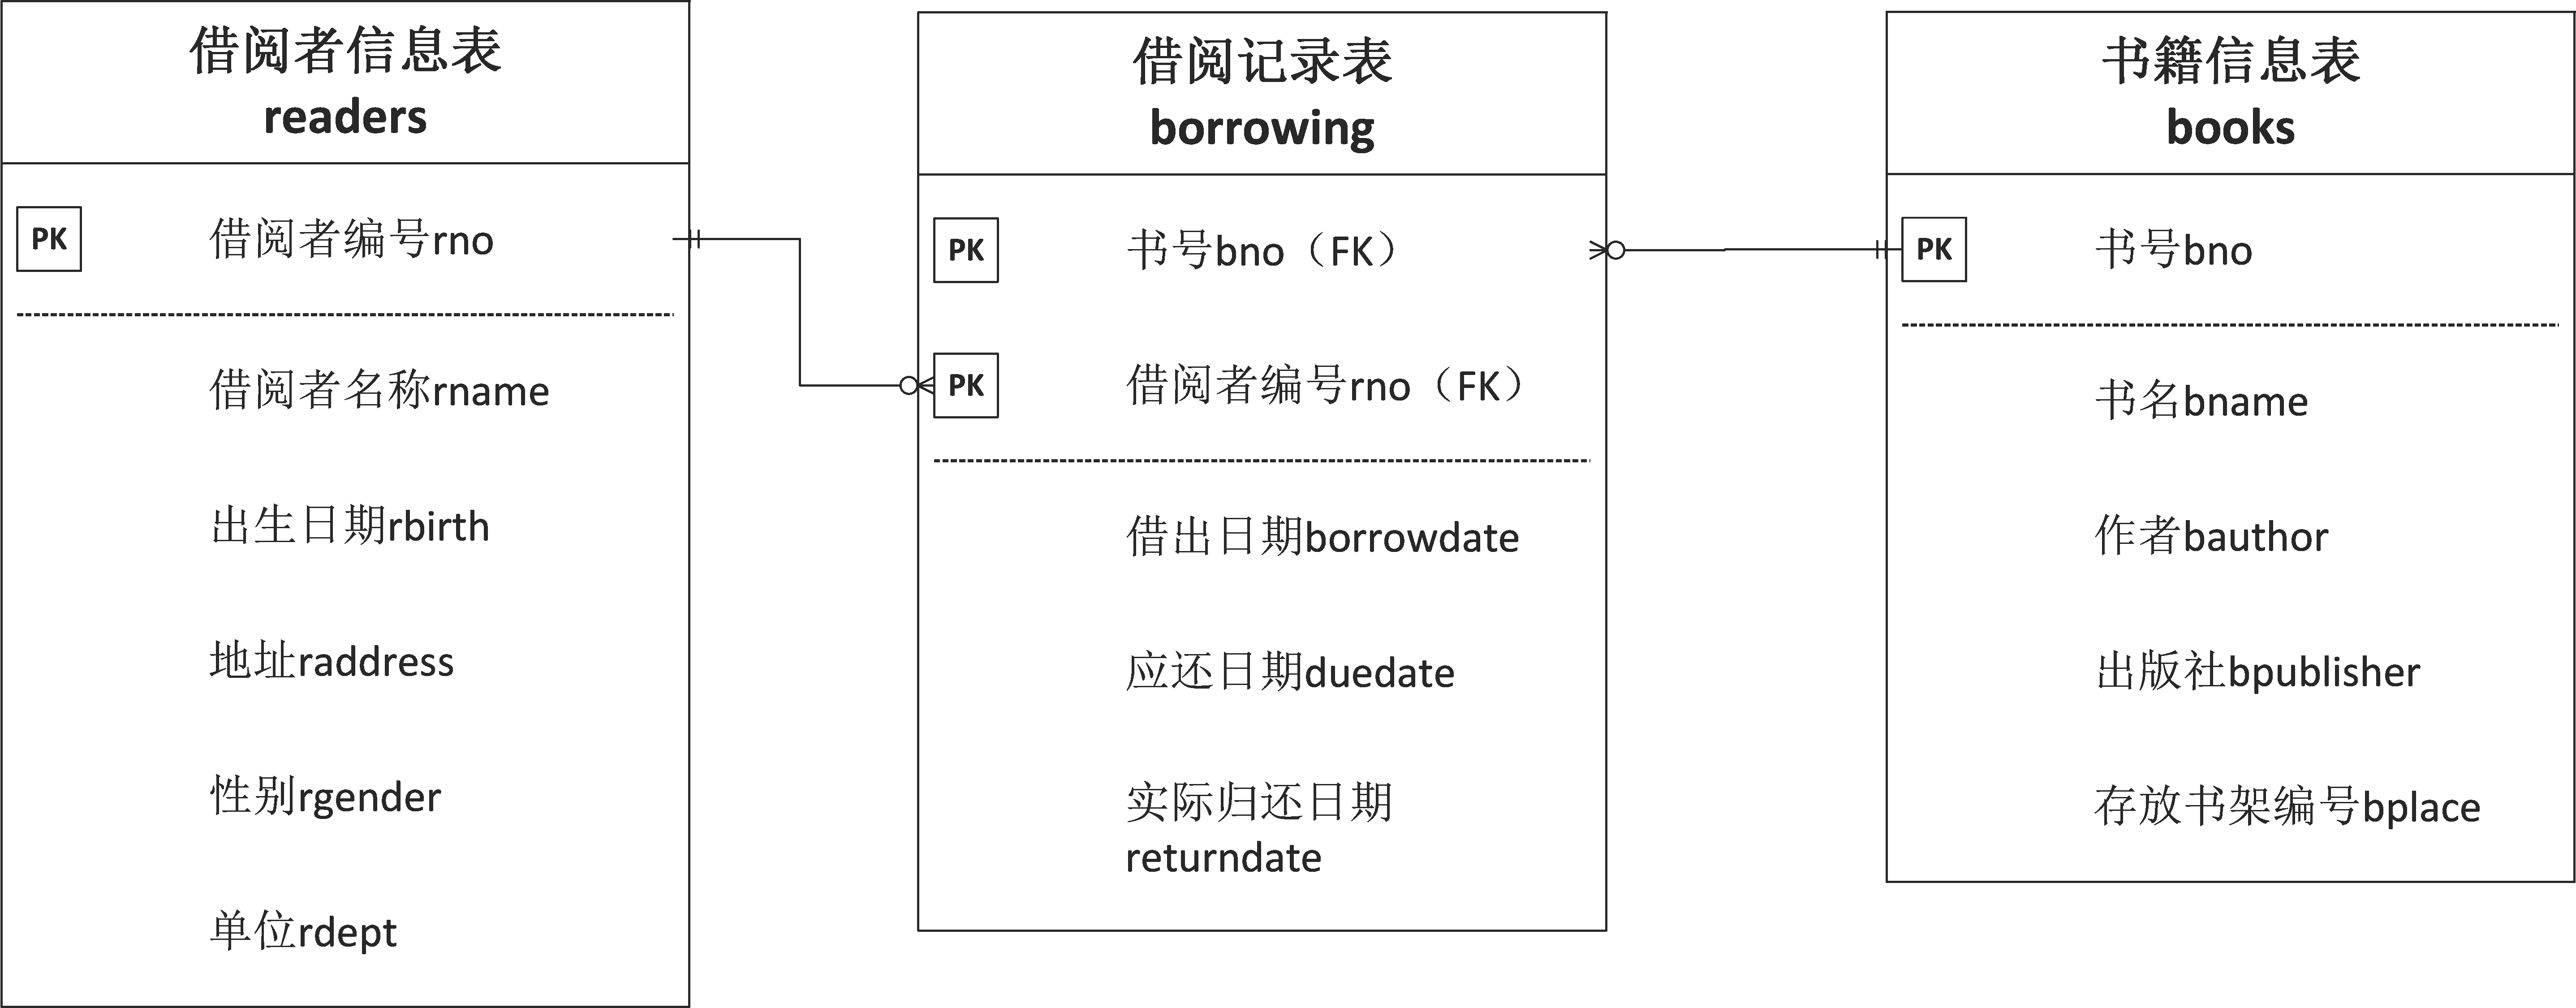 借阅者信息表
readers
PK
借阅者编号rno
借阅者名称rname
出生日期rbirth
地址raddress
性别rgender
单位rdept
借阅记录表
borrowing
PK
书号bno（FK）
PK
借阅者编号rno（FK）
借出日期borrowdate
应还日期duedate
实际归还日期
returndate
书籍信息表
books
PK
书号bno
书名bname
作者bauthor
出版社bpublisher
存放书架编号bplace